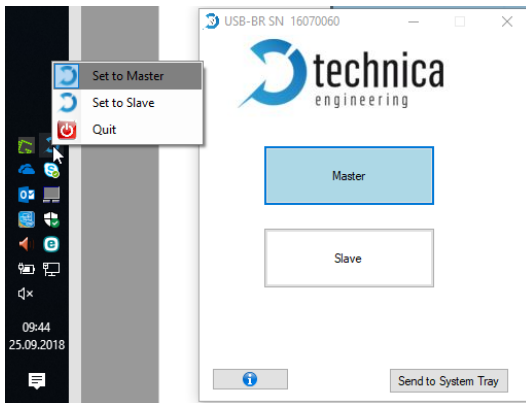 Set to Master
Set to Slave
Quit
09:44
25.09.2018
USB-BR SN 16070060
technica
engineering
Master
Slave
Send to System Tray